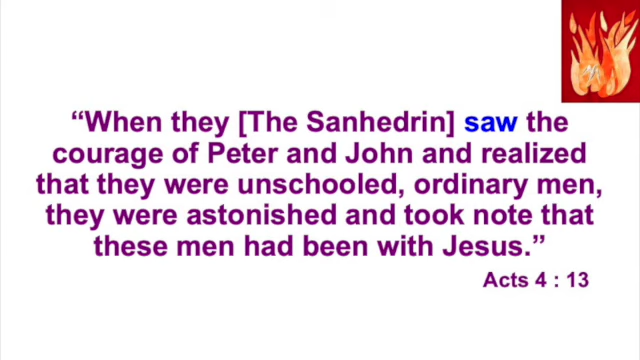 “When they [The Sanhedrin] saw the
courage of Peter and John and realized
that they were unschooled, ordinary men,
they were astonished and took note that
these men had been with Jesus.”
Acts 4 : 13